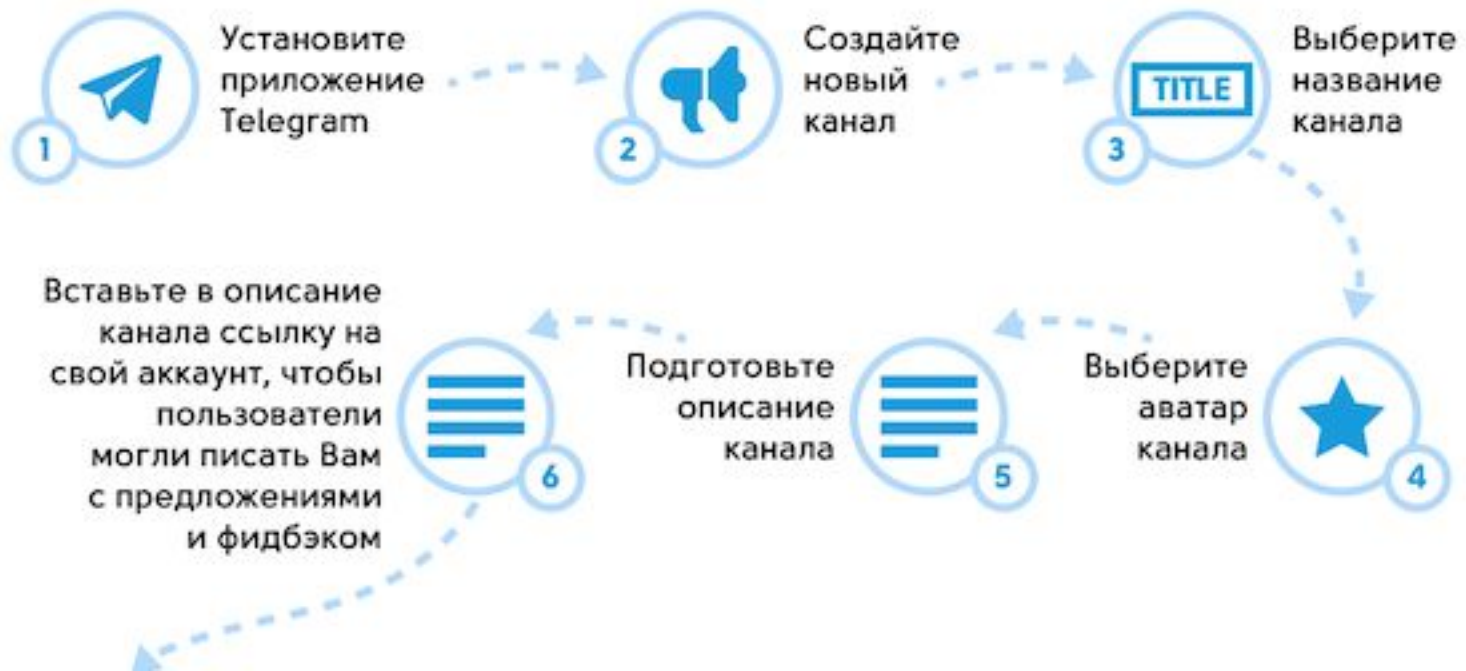 1
Установите
приложение
Telegram
2
Создайте
новый
канал
TITLE
3
Выберите
название
канала
Выберите
аватар
канала
4
Подготовьте
описание
канала
5
Вставьте в описание
канала ссылку на
свой аккаунт, чтобы
пользователи
могли писать Вам
с предложениями
и фидбэком
6